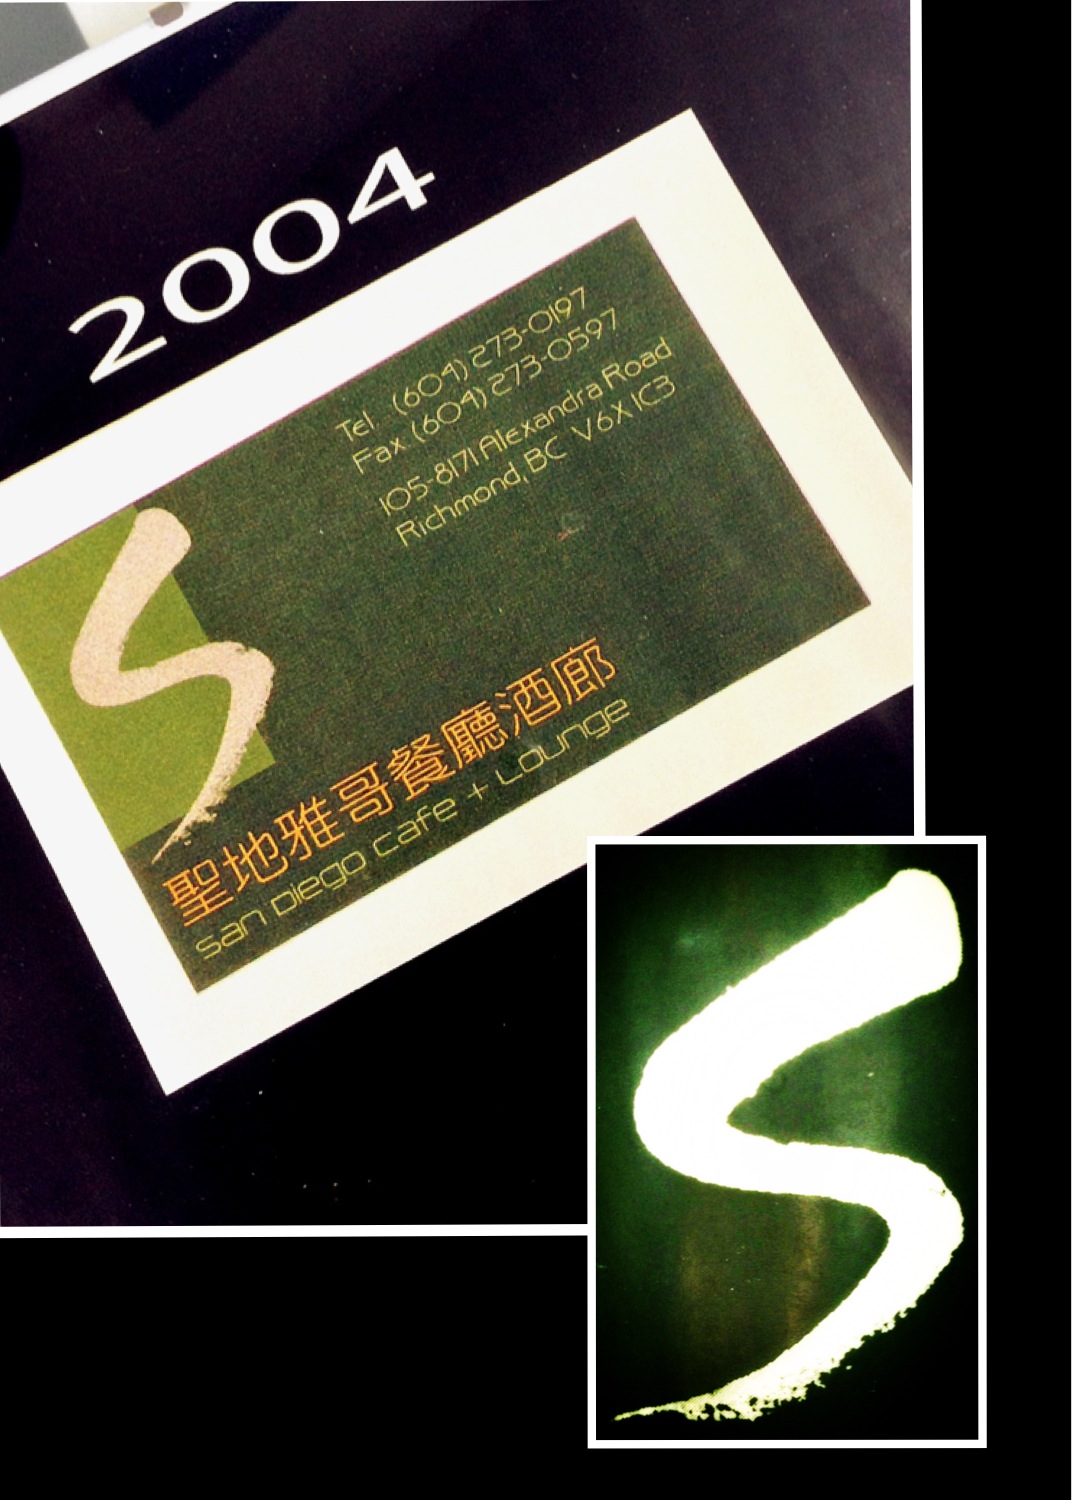 2004
Tel. (604) 273-0197
Fax (604) 273-0597
105-8171 Alexandra Road
Richmond, BC V6X 1C3
S
聖地雅哥餐廳酒廊
san Diego cafe + Lounge
S